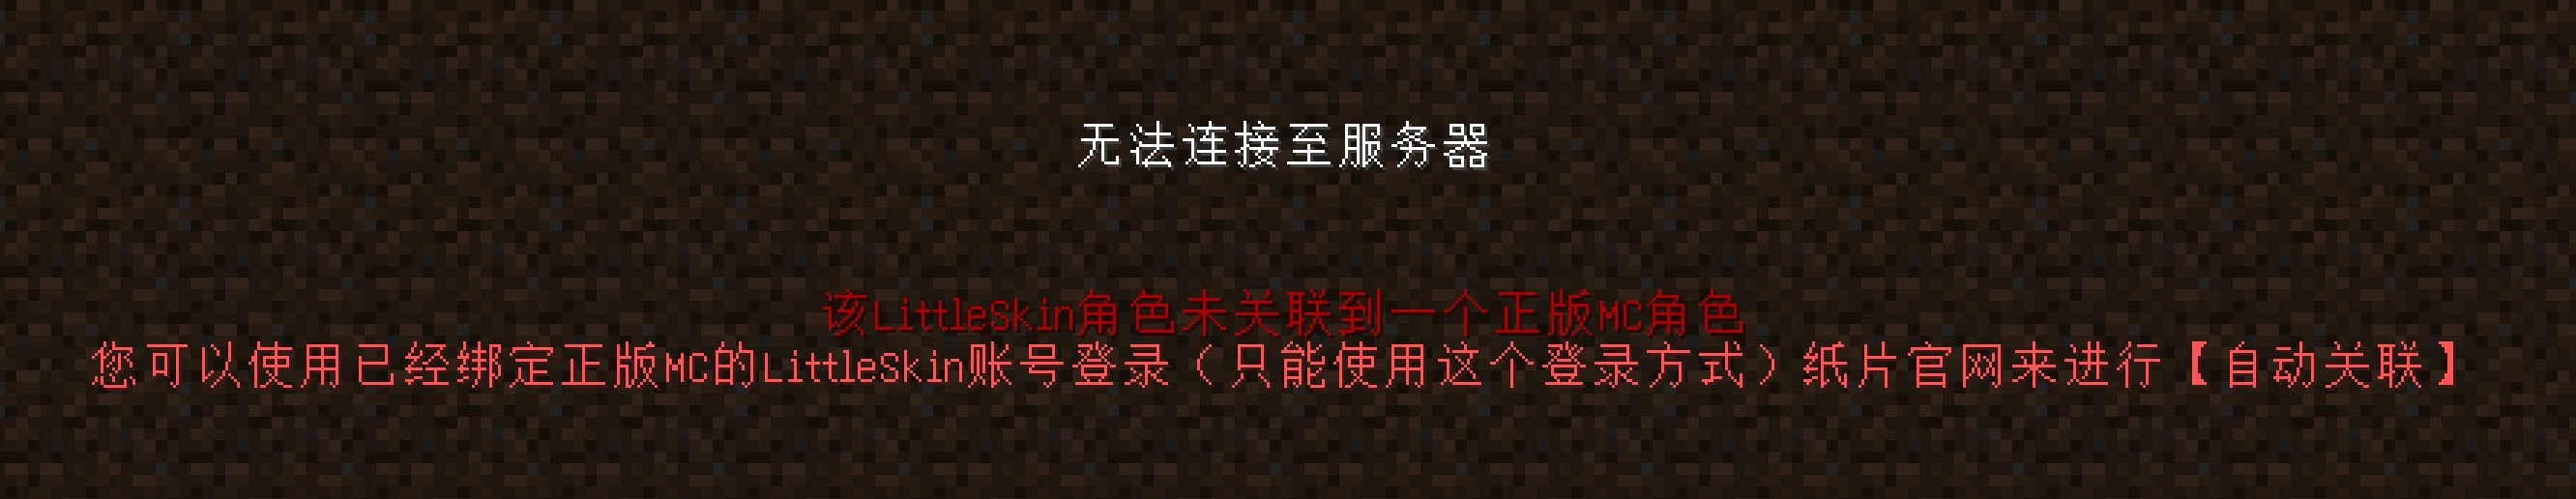 无法连接至服务器
该LittleSkin角色未关联到一个正版MC角色
您可以使用已经绑定正版MC的LittleSkin账号登录（只能使用这个登录方式）纸片官网来进行【自动关联】